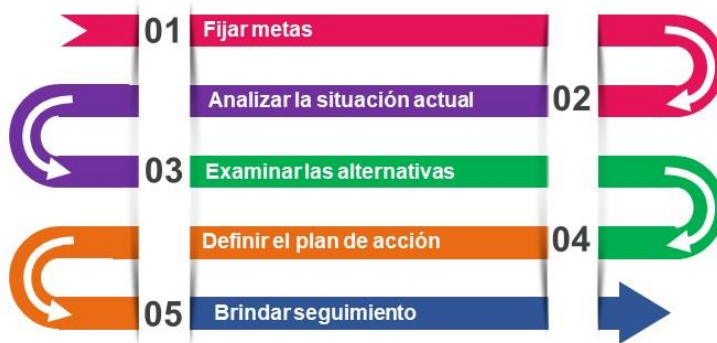 01 Fijar metas
Analizar la situación actual 02
03 Examinar las alternativas
Definir el plan de acción 04
05 Brindar seguimiento